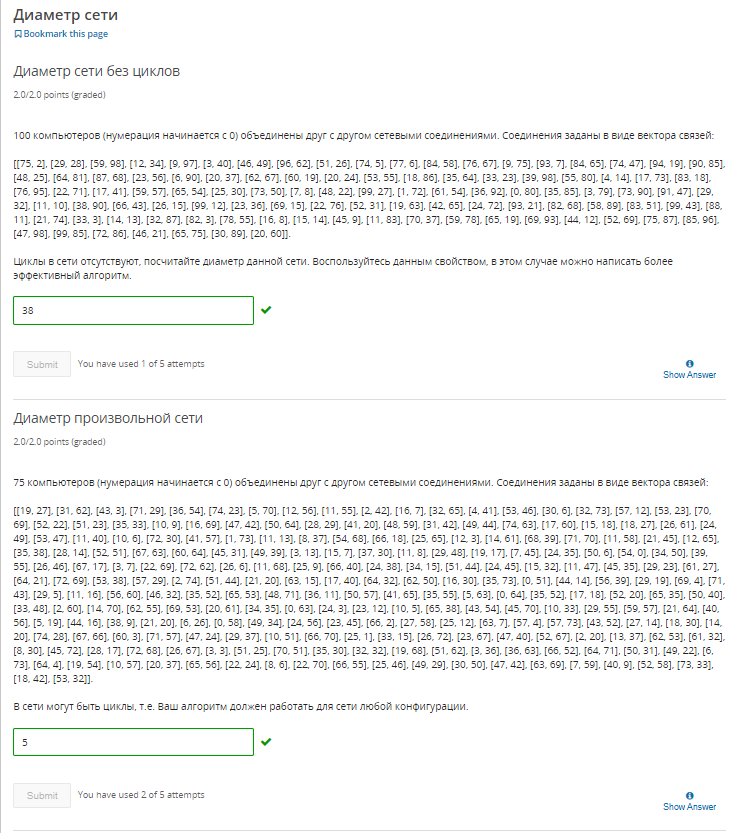 Диаметр сети
Bookmark this page
Диаметр сети без циклов
2.0/2.0 points (graded)
100 компьютеров (нумерация начинается с 0) объединены друг с другом сетевыми соединениями. Соединения заданы в виде вектора связей:
[[75, 2], [29, 28], [59, 98], [12, 34], [9, 97], [3, 40], [46, 49], [96, 62], [51, 26], [74, 5], [77, 6], [84, 58], [76, 67], [9, 75], [93, 7], [84, 65], [74, 47], [94, 19], [90, 85],
[48, 25], [64, 81], [87, 68], [23, 56], [6, 90], [20, 37], [62, 67], [60, 19], [20, 24], [53, 55], [18, 86], [35, 64], [33, 23], [39, 98], [55, 80], [4, 14], [17, 73], [83, 18],
[76, 95], [22, 71], [17, 41], [59, 57], [65, 54], [25, 30], [73, 50], [7, 8], [48, 22], [99, 27], [1, 72], [61, 54], [36, 92], [0, 80], [35, 85], [3, 79], [73, 90], [91, 47], [29,
32], [11, 10], [38, 90], [66, 43], [26, 15], [99, 12], [23, 36], [69, 15], [22, 76], [52, 31], [19, 63], [42, 65], [24, 72], [93, 21], [82, 68], [58, 89], [83, 51], [99, 43], [88,
11], [21, 74], [33, 3], [14, 13], [32, 87], [82, 3], [78, 55], [16, 8], [15, 14], [45, 9], [11, 83], [70, 37], [59, 78], [65, 19], [69, 93], [44, 12], [52, 69], [75, 87], [85, 96],
[47, 98], [99, 85], [72, 86], [46, 21], [65, 75], [30, 89], [20, 60]].
Циклы в сети отсутствуют, посчитайте диаметр данной сети. Воспользуйтесь данным свойством, в этом случае можно написать более
эффективный алгоритм.
38
Submit
You have used 1 of 5 attempts
Show Answer
Диаметр произвольной сети
2.0/2.0 points (graded)
75 компьютеров (нумерация начинается с 0) объединены друг с другом сетевыми соединениями. Соединения заданы в виде вектора связей:
[[19, 27], [31, 62], [43, 3], [71, 29], [36, 54], [74, 23], [5, 70], [12, 56], [11, 55], [2, 42], [16, 7], [32, 65], [4, 41], [53, 46], [30, 6], [32, 73], [57, 12], [53, 23], [70,
69], [52, 22], [51, 23], [35, 33], [10, 9], [16, 69], [47, 42], [50, 64], [28, 29], [41, 20], [48, 59], [31, 42], [49, 44], [74, 63], [17, 60], [15, 18], [18, 27], [26, 61], [24,
49], [53, 47], [11, 40], [10, 6], [72, 30], [41, 57], [1, 73], [11, 13], [8, 37], [54, 68], [66, 18], [25, 65], [12, 3], [14, 61], [68, 39], [71, 70], [11, 58], [21, 45], [12, 65],
[35, 38], [28, 14], [52, 51], [67, 63], [60, 64], [45, 31], [49, 39], [3, 13], [15, 7], [37, 30], [11, 8], [29, 48], [19, 17], [7, 45], [24, 35], [50, 6], [54, 0], [34, 50], [39,
55], [26, 46], [67, 17], [3, 7], [22, 69], [72, 62], [26, 6], [11, 68], [25, 9], [66, 40], [24, 38], [34, 15], [51, 44], [24, 45], [15, 32], [11, 47], [45, 35], [29, 23], [61, 27],
[64, 21], [72, 69], [53, 38], [57, 29], [2, 74], [51, 44], [21, 20], [63, 15], [17, 40], [64, 32], [62, 50], [16, 30], [35, 73], [0, 51], [44, 14], [56, 39], [29, 19], [69, 4], [71,
43], [29, 5], [11, 16], [56, 60], [46, 32], [35, 52], [65, 53], [48, 71], [36, 11], [50, 57], [41, 65], [35, 55], [5, 63], [0, 64], [35, 52], [17, 18], [52, 20], [65, 35], [50, 40],
[33, 48], [2, 60], [14, 70], [62, 55], [69, 53], [20, 61], [34, 35], [0, 63], [24, 3], [23, 12], [10, 5], [65, 38], [43, 54], [45, 70], [10, 33], [29, 55], [59, 57], [21, 64], [40,
56], [5, 19], [44, 16], [38, 9], [21, 20], [6, 26], [0, 58], [49, 34], [24, 56], [23, 45], [66, 2], [27, 58], [25, 12], [63, 7], [57, 4], [57, 73], [43, 52], [27, 14], [18, 30], [14,
20], [74, 28], [67, 66], [60, 3], [71, 57], [47, 24], [29, 37], [10, 51], [66, 70], [25, 1], [33, 15], [26, 72], [23, 67], [47, 40], [52, 67], [2, 20], [13, 37], [62, 53], [61, 32],
[8, 30], [45, 72], [28, 17], [72, 68], [26, 67], [3, 3], [51, 25], [70, 51], [35, 30], [32, 32], [19, 68], [51, 62], [3, 36], [36, 63], [66, 52], [64, 71], [50, 31], [49, 22], [6,
73], [64, 4], [19, 54], [10, 57], [20, 37], [65, 56], [22, 24], [8, 6], [22, 70], [66, 55], [25, 46], [49, 29], [30, 50], [47, 42], [63, 69], [7, 59], [40, 9], [52, 58], [73, 33],
[18, 42], [53, 32]].
В сети могут быть циклы, т.е. Ваш алгоритм должен работать для сети любой конфигурации.
5
Submit
You have used 2 of 5 attempts
Show Answer